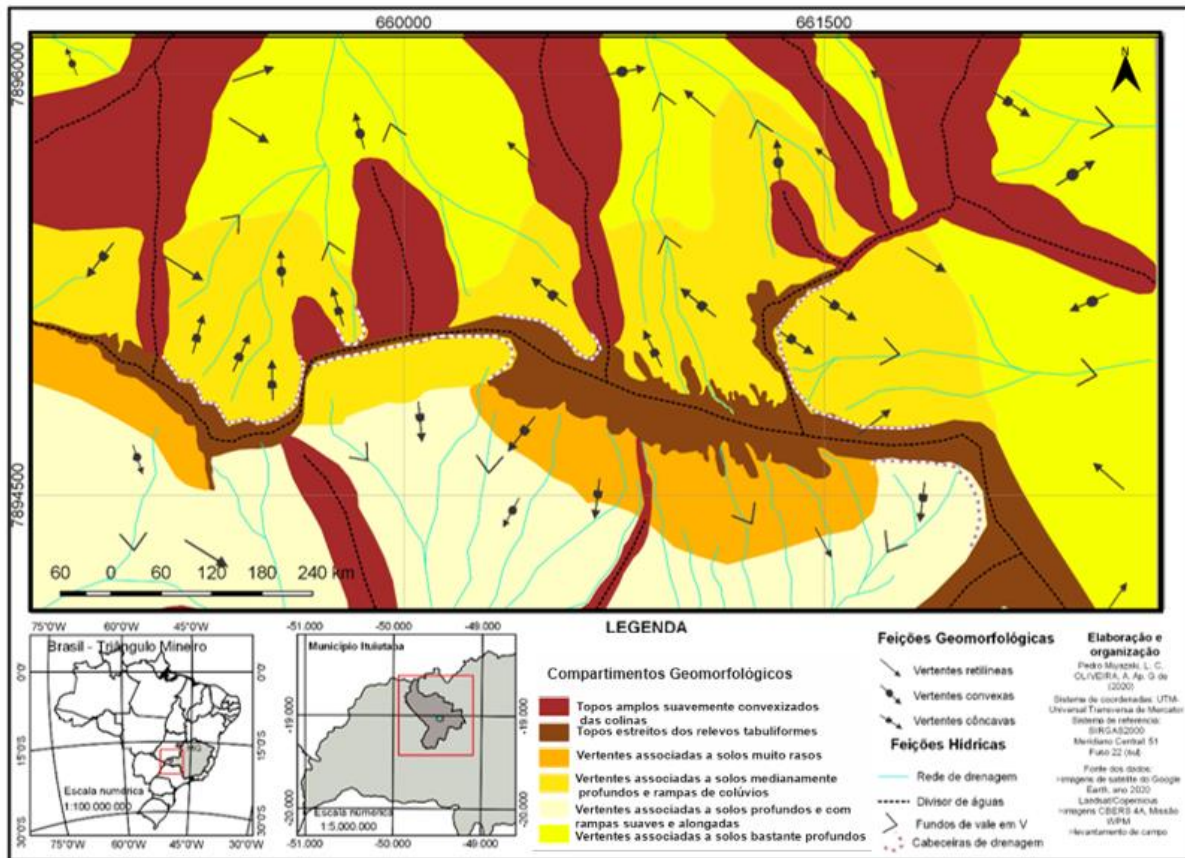 660000
661500
7896000
7894500
N
60 0 60 120 180 240 km
75°0'W 60°0'W 45°0'W
Brasil - Triângulo Mineiro
0°0'
15°0'S
30°0'S
MG
Escala numérica
1:100 000.000
75°0'W 60°0'W 45°0'W 30°0'W
-51.000 -50.000 -49.000
Município Ituiutaba
-19.000
-20.000
Escala numérica
1:5.000.000
-51.000 -50.000 -49.000
LEGENDA
Compartimentos Geomorfológicos
Topos amplos suavemente convexizados
das colinas
Topos estreitos dos relevos tabuliformes
Vertentes associadas a solos muito rasos
Vertentes associadas a solos medianamente
profundos e rampas de colúvios
Vertentes associadas a solos profundos e com
rampas suaves e alongadas
Vertentes associadas a solos bastante profundos
Feições Geomorfológicas
Vertentes retilíneas
Vertentes convexas
Vertentes côncavas
Feições Hídricas
Rede de drenagem
Divisor de águas
Fundos de vale em V
Cabeceiras de drenagem
Elaboração e
organização
Pedro Miyazaki, L. C.
OLIVEIRA, A. Ap. G de
(2020)
Sistema de coordenadas: UTM-
Universal Transversa de Mercator
Sistema de referencia:
SIRGAS2000
Meridiano Central: 51
Fuso 22 (sul)
Fonte dos dados:
>Imagens de satélite do Google
Earth, ano 2020
Landsat/Copernicus
>Imagens CBERS 4A, Missão
WPM
>levantamento de campo